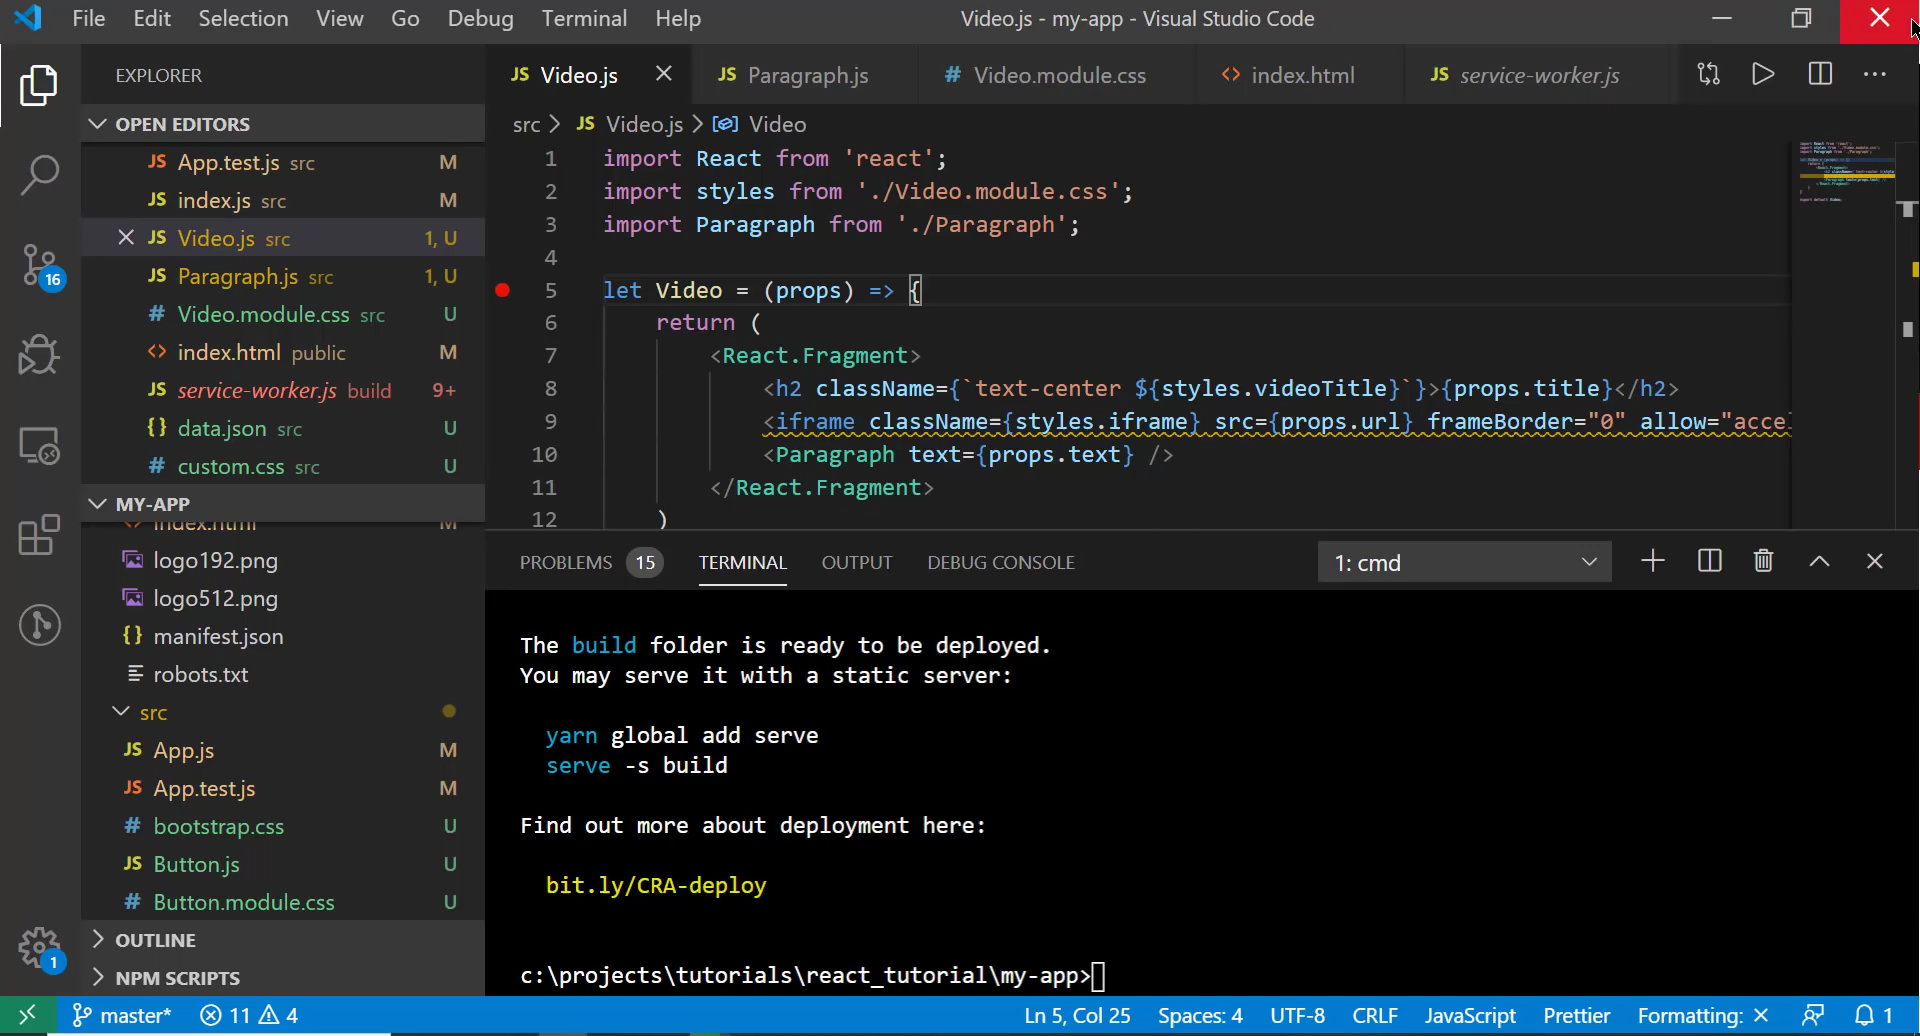 File Edit Selection View Go Debug Terminal Help
Video.js - my-app - Visual Studio Code
EXPLORER
OPEN EDITORS
JS App.test.js src M
JS index.js src M
JS Video.js src 1, U
JS Paragraph.js src 1, U
# Video.module.css src U
<> index.html public M
JS service-worker.js build 9+
{} data.json src U
# custom.css src U
MY-APP
<> index.html M
logo192.png
logo512.png
{} manifest.json
robots.txt
src
JS App.js M
JS App.test.js M
# bootstrap.css U
JS Button.js U
# Button.module.css U
OUTLINE
NPM SCRIPTS
16
1
JS Video.js JS Paragraph.js # Video.module.css <> index.html JS service-worker.js
src > JS Video.js > Video
1 import React from 'react';
2 import styles from './Video.module.css';
3 import Paragraph from './Paragraph';
4
5 let Video = (props) => {
6 return (
7 <React.Fragment>
8 <h2 className={`text-center ${styles.videoTitle}`}>{props.title}</h2>
9 <iframe className={styles.iframe} src={props.url} frameBorder="0" allow="acce
10 <Paragraph text={props.text} />
11 </React.Fragment>
12 )
PROBLEMS 15 TERMINAL OUTPUT DEBUG CONSOLE 1: cmd
The build folder is ready to be deployed.
You may serve it with a static server:
yarn global add serve
serve -s build
Find out more about deployment here:
bit.ly/CRA-deploy
c:\projects\tutorials\react_tutorial\my-app>
master* 11 4 Ln 5, Col 25 Spaces: 4 UTF-8 CRLF JavaScript Prettier Formatting: × 1